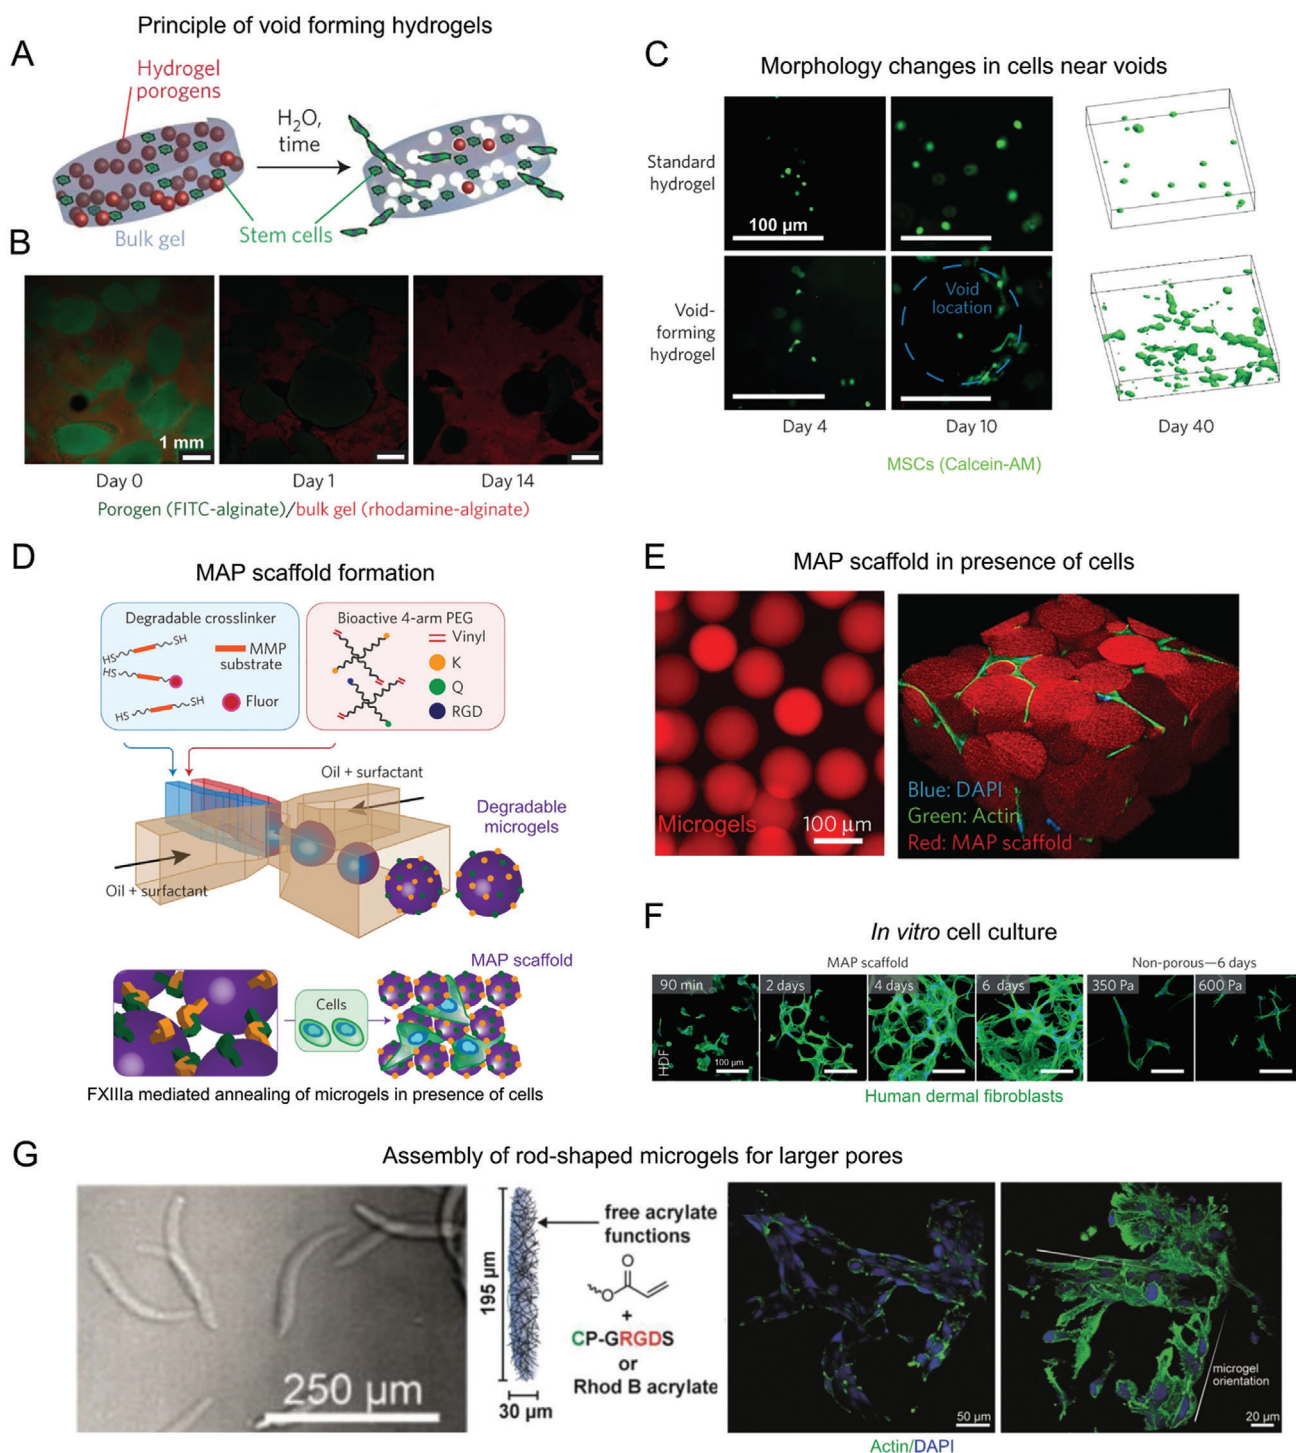 Principle of void forming hydrogels
A
Hydrogel
porogens
H₂O,
time
Bulk gel
Stem cells
B
1 mm
Day 0
Day 1
Day 14
Porogen (FITC-alginate)/bulk gel (rhodamine-alginate)
C
Morphology changes in cells near voids
Standard
hydrogel
100 µm
Void-
forming
hydrogel
Void
location
Day 4
Day 10
Day 40
MSCs (Calcein-AM)
D
MAP scaffold formation
Degradable crosslinker
HS
SH
MMP
substrate
HS
Fluor
HS
SH
Bioactive 4-arm PEG
Vinyl
K
Q
RGD
Oil + surfactant
Degradable
microgels
Oil + surfactant
MAP scaffold
Cells
FXIIIa mediated annealing of microgels in presence of cells
E
MAP scaffold in presence of cells
Microgels
100 µm
Blue: DAPI
Green: Actin
Red: MAP scaffold
F
In vitro cell culture
MAP scaffold
Non-porous—6 days
90 min
2 days
4 days
6 days
350 Pa
600 Pa
HDF
100 µm
Human dermal fibroblasts
G
Assembly of rod-shaped microgels for larger pores
250 µm
195 µm
30 µm
free acrylate
functions
O
O
+
CP-GRGDS
or
Rhod B acrylate
50 µm
microgel
orientation
20 µm
Actin/DAPI